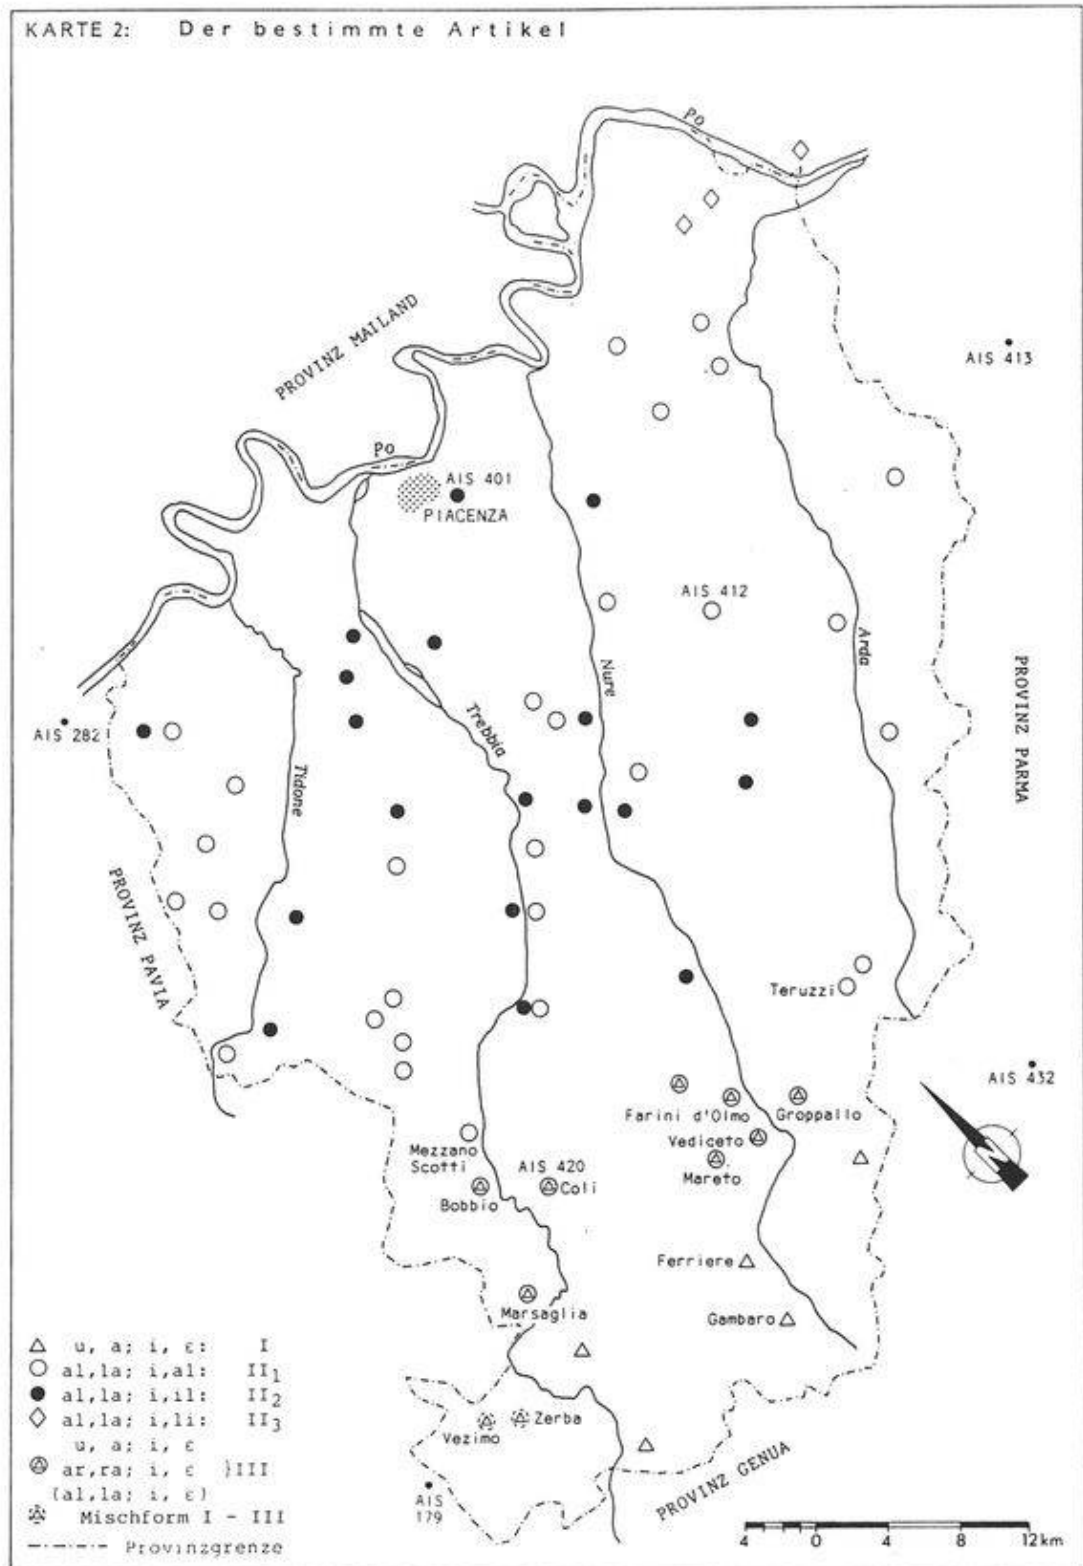 KARTE 2: Der bestimmte Artikel
Po
PROVINZ MAILAND
AIS 413
Po
AIS 401
PIACENZA
AIS 412
Arda
Nure
PROVINZ PARMA
Trebbia
AIS 282
Tidone
PROVINZ PAVIA
Teruzzi
AIS 432
Farini d'Olmo
Groppallo
Vediceto
Mezzano
Scotti
AIS 420
Mareto
Coli
Bobbio
Ferriere
Marsaglia
Gambaro
Zerba
Vezimo
PROVINZ GENUA
AIS
179
u, a; i, ε: I
al,la; i,al: II₁
al,la; i,il: II₂
al,la; i,li: II₃
u, a; i, ε
ar,ra; i, ε }III
(al,la; i, ε)
Mischform I - III
Provinzgrenze
4 0 4 8 12 km